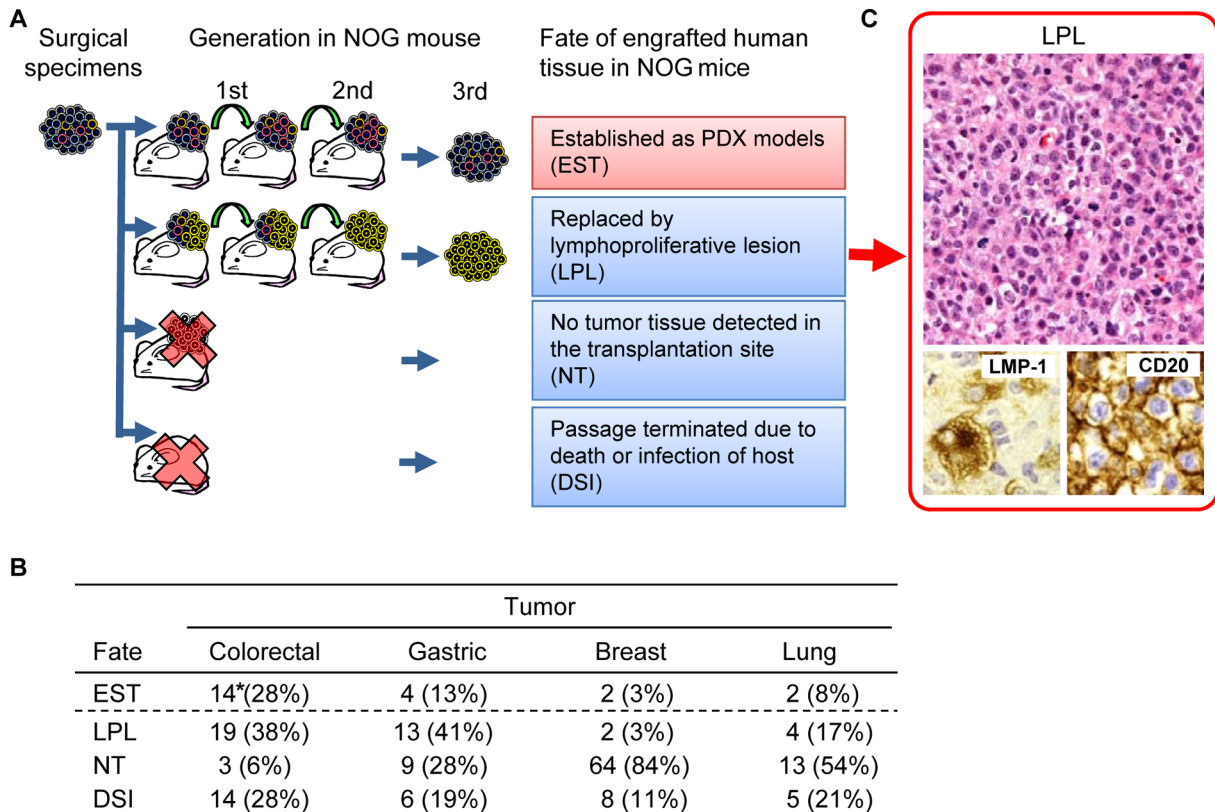 A
Surgical
specimens
Generation in NOG mouse
1st
2nd
3rd
Fate of engrafted human
tissue in NOG mice
Established as PDX models
(EST)
Replaced by
lymphoproliferative lesion
(LPL)
No tumor tissue detected in
the transplantation site
(NT)
Passage terminated due to
death or infection of host
(DSI)
C
LPL
LMP-1
CD20
B
Tumor
Fate Colorectal Gastric Breast Lung
EST 14*(28%) 4 (13%) 2 (3%) 2 (8%)
LPL 19 (38%) 13 (41%) 2 (3%) 4 (17%)
NT 3 (6%) 9 (28%) 64 (84%) 13 (54%)
DSI 14 (28%) 6 (19%) 8 (11%) 5 (21%)